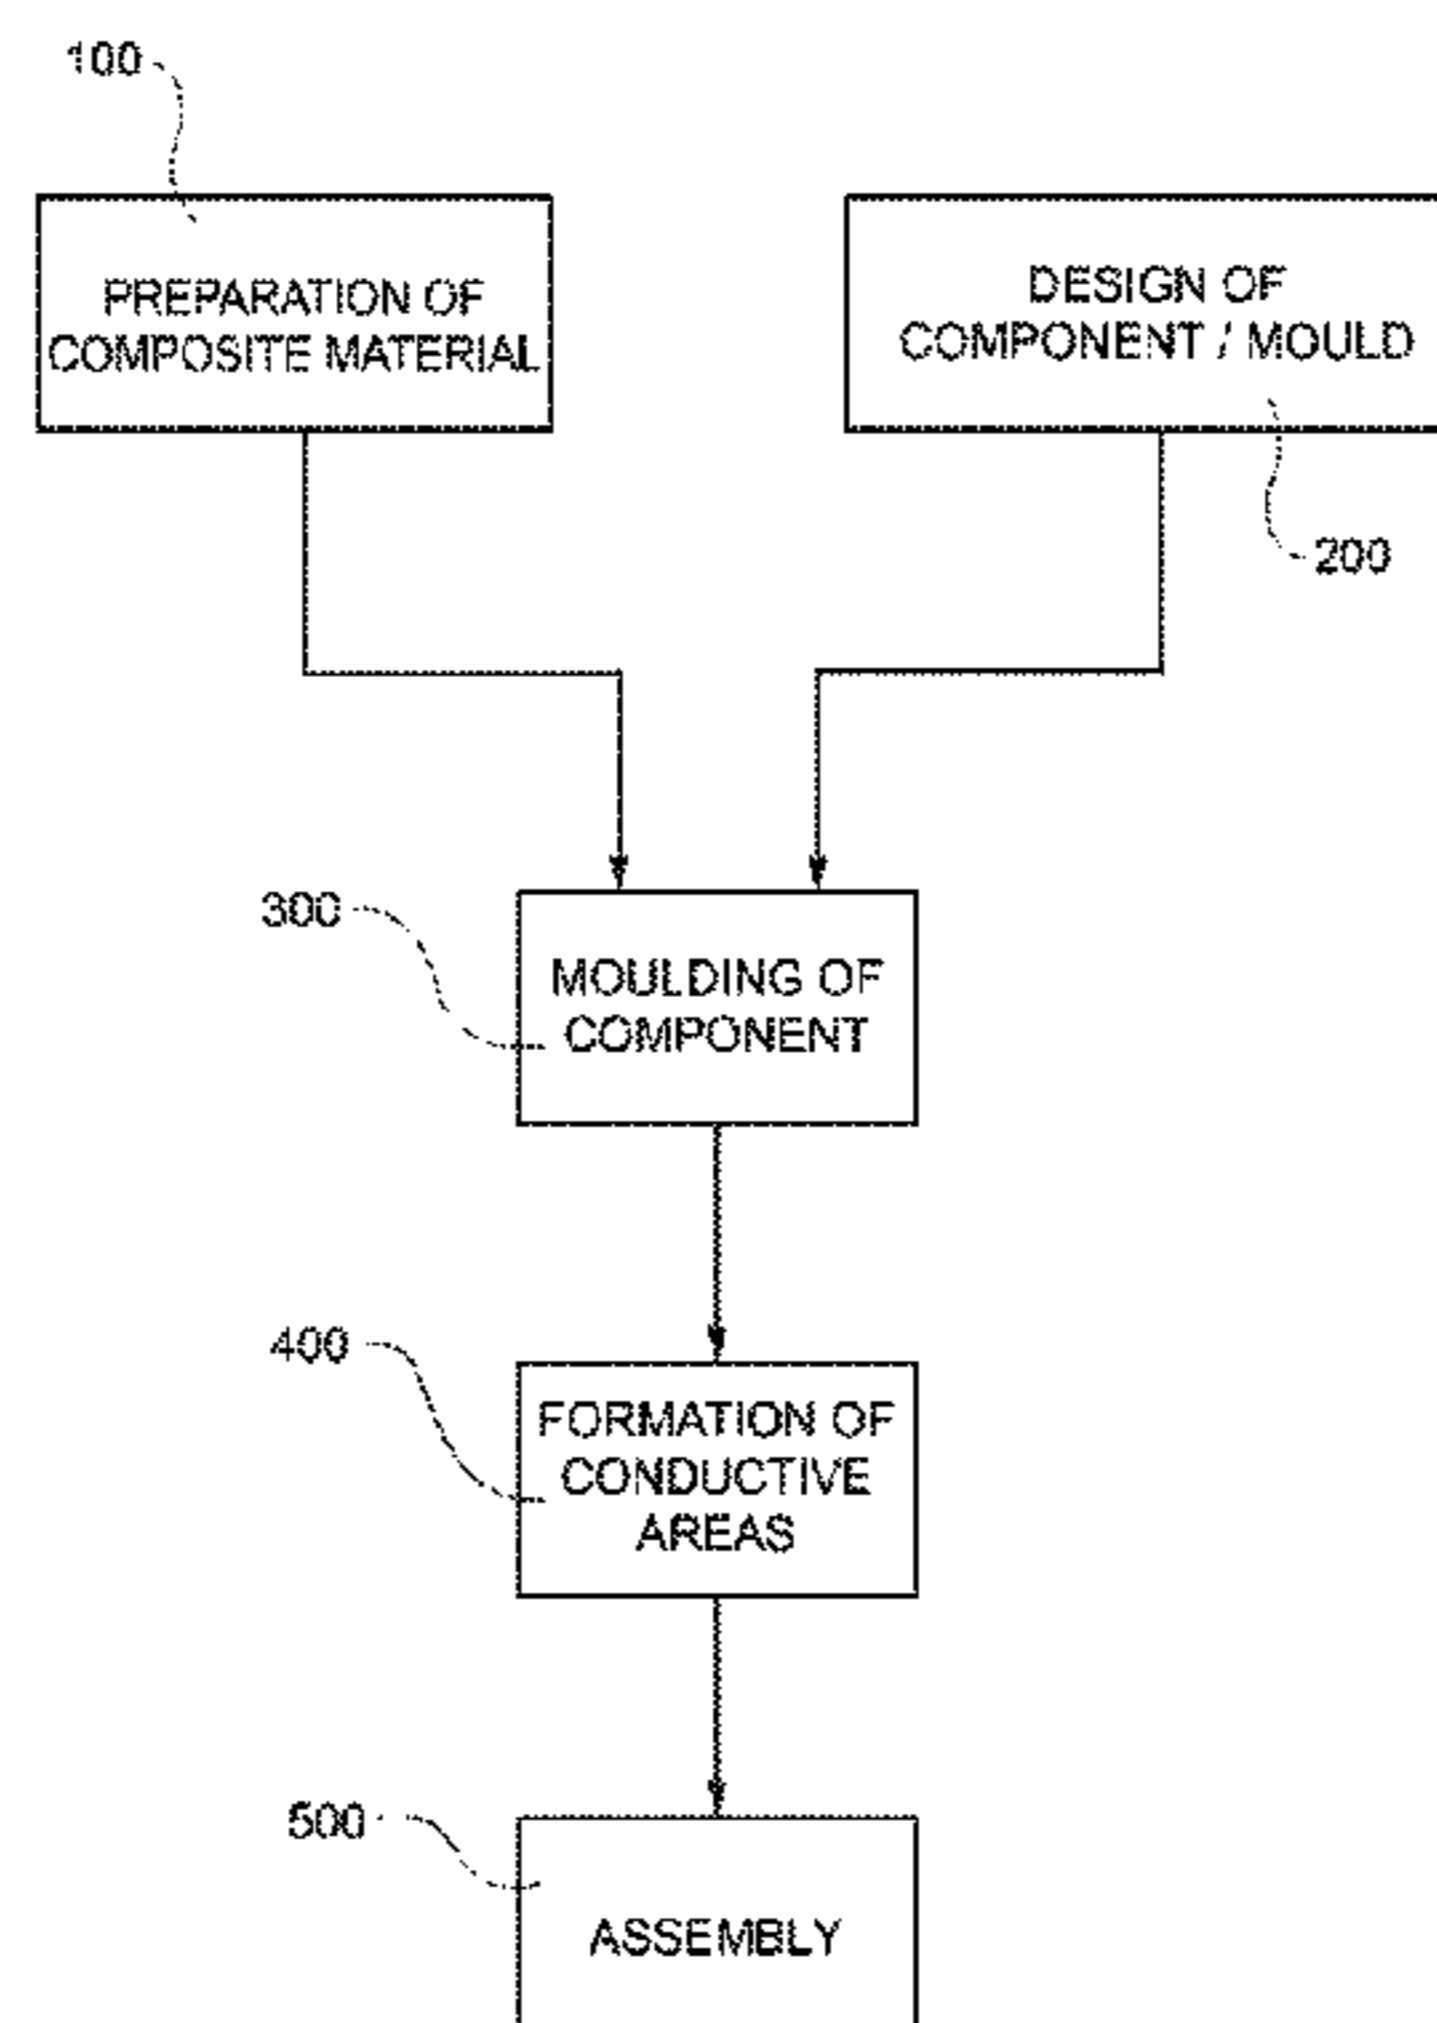 100
PREPARATION OF
COMPOSITE MATERIAL
DESIGN OF
COMPONENT / MOULD
200
300
MOULDING OF
COMPONENT
400
FORMATION OF
CONDUCTIVE
AREAS
500
ASSEMBLY